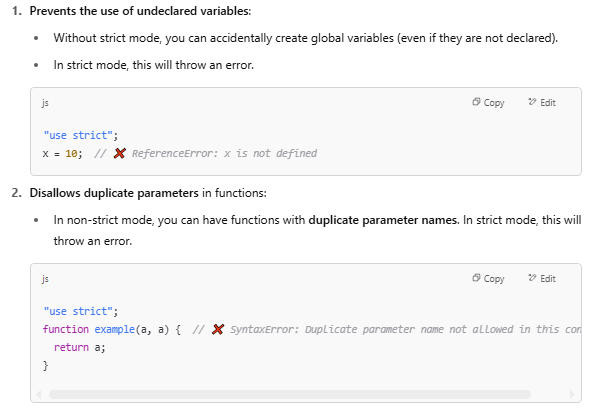 1. Prevents the use of undeclared variables:
• Without strict mode, you can accidentally create global variables (even if they are not declared).
• In strict mode, this will throw an error.
js Copy Edit
"use strict";
x = 10; // ❌ ReferenceError: x is not defined
2. Disallows duplicate parameters in functions:
• In non-strict mode, you can have functions with duplicate parameter names. In strict mode, this will
throw an error.
js Copy Edit
"use strict";
function example(a, a) { // ❌ SyntaxError: Duplicate parameter name not allowed in this con
return a;
}